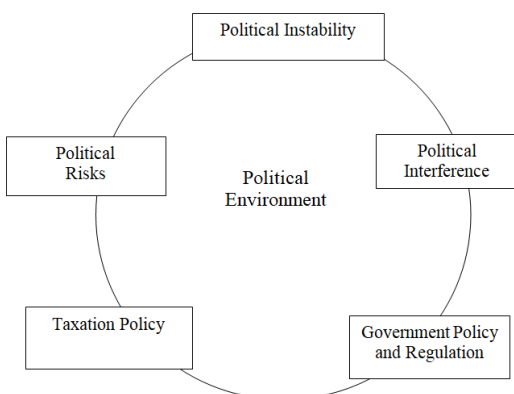 Political Instability
Political
Risks
Political
Interference
Political
Environment
Taxation Policy
Government Policy
and Regulation